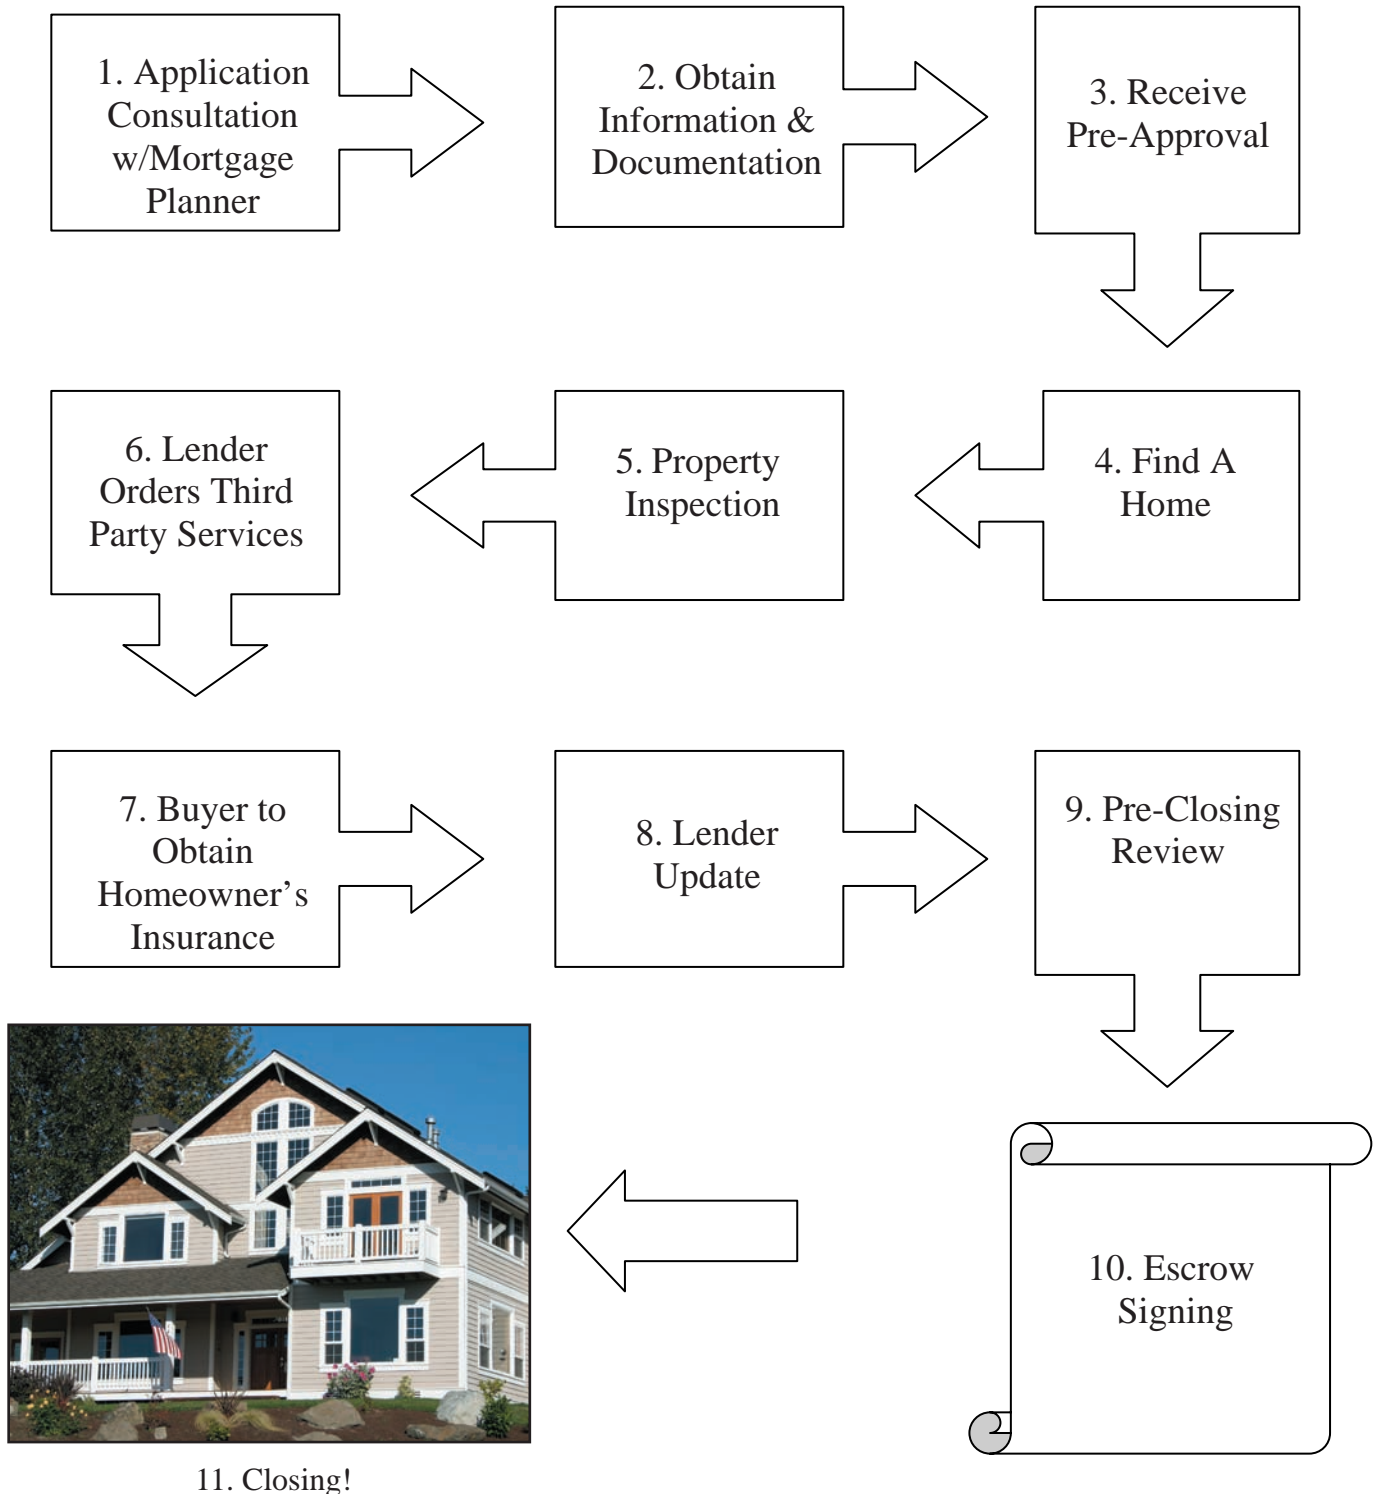 1. Application
Consultation
w/Mortgage
Planner
2. Obtain
Information &
Documentation
3. Receive
Pre-Approval
4. Find A
Home
5. Property
Inspection
6. Lender
Orders Third
Party Services
7. Buyer to
Obtain
Homeowner’s
Insurance
8. Lender
Update
9. Pre-Closing
Review
10. Escrow
Signing
11. Closing!